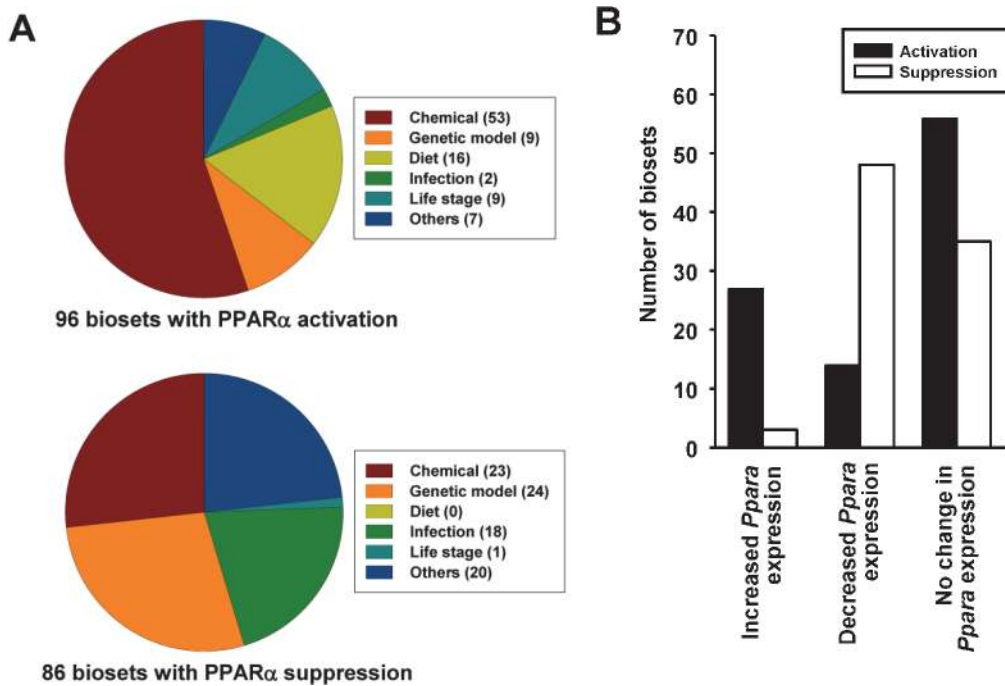 A
Chemical (53)
Genetic model (9)
Diet (16)
Infection (2)
Life stage (9)
Others (7)
96 biosets with PPARα activation
Chemical (23)
Genetic model (24)
Diet (0)
Infection (18)
Life stage (1)
Others (20)
86 biosets with PPARα suppression
B
Activation
Suppression
Number of biosets
70
60
50
40
30
20
10
0
Increased Ppara
expression
Decreased Ppara
expression
No change in
Ppara expression